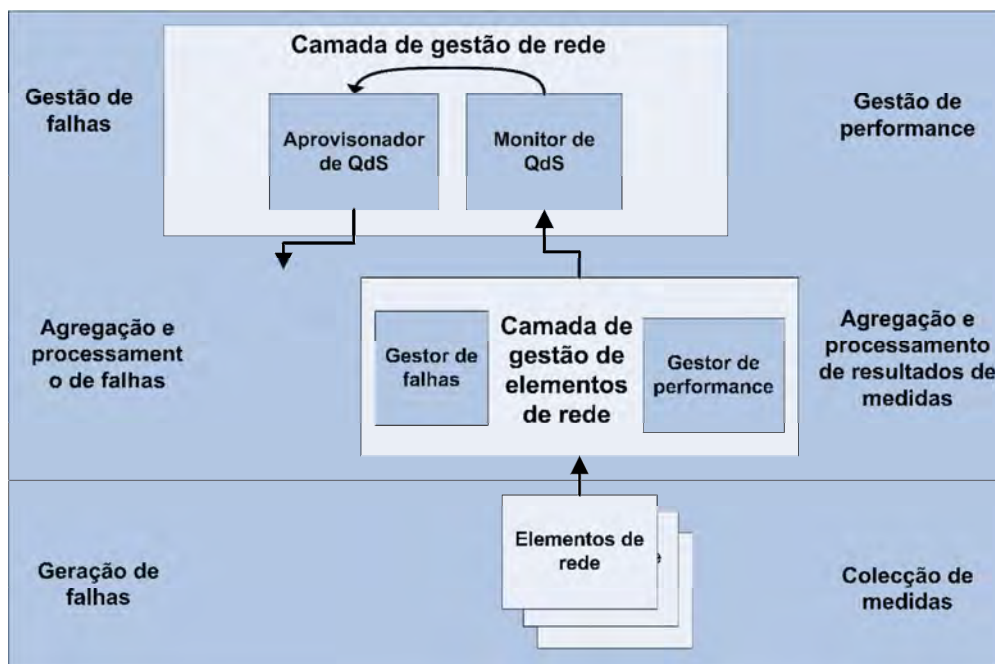 Camada de gestão de rede
Gestão de
falhas
Aprovisonador
de QdS
Monitor de
QdS
Gestão de
performance
Agregação e
processament
o de falhas
Gestor de
falhas
Camada de
gestão de
elementos
de rede
Gestor de
performance
Agregação e
processamento
de resultados de
medidas
Geração de
falhas
Elementos de
rede
Colecção de
medidas